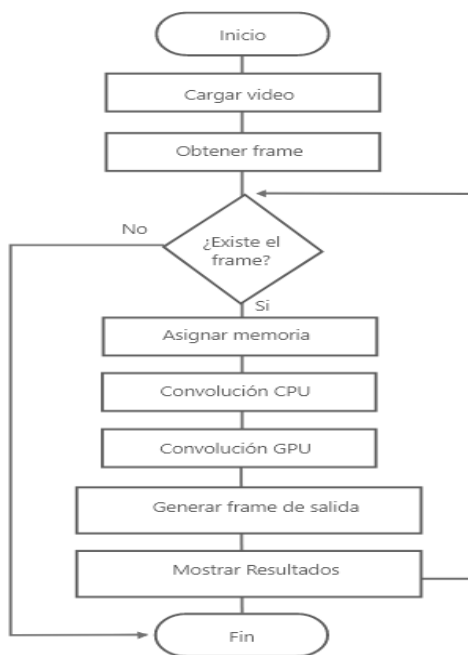 Inicio
Cargar video
Obtener frame
No
¿Existe el
frame?
Si
Asignar memoria
Convolución CPU
Convolución GPU
Generar frame de salida
Mostrar Resultados
Fin